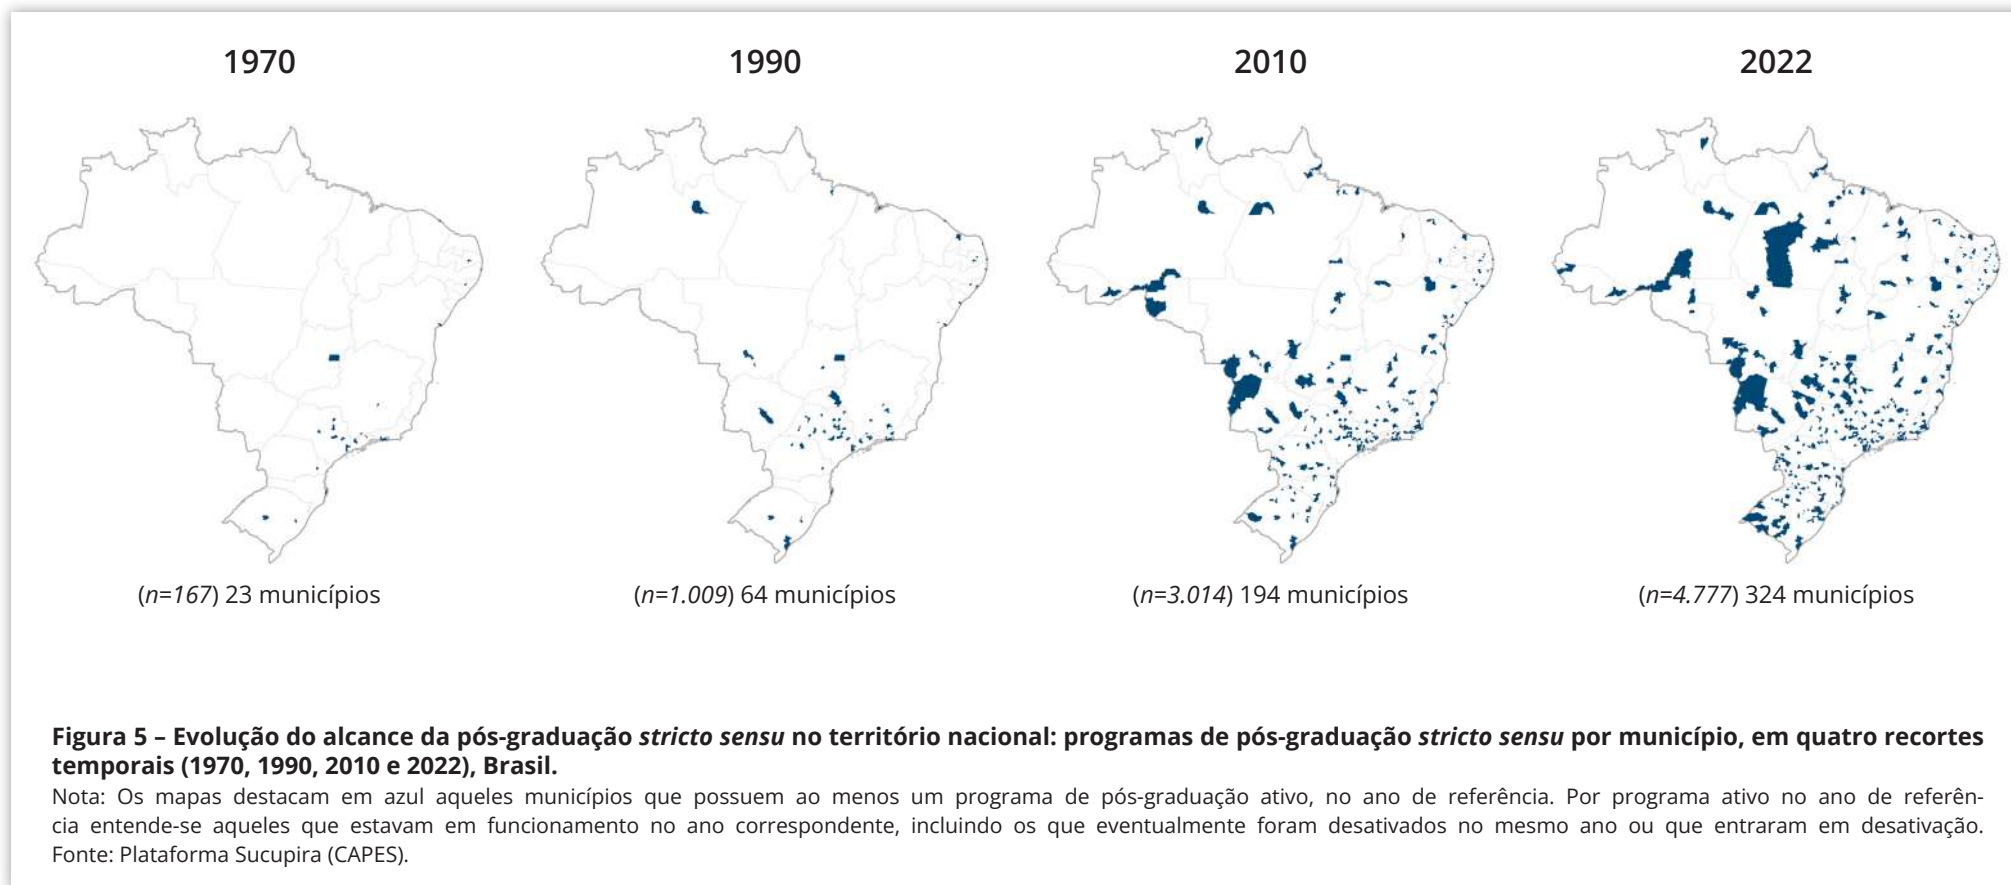 1970
1990
2010
2022
(n=167) 23 municípios
(n=1.009) 64 municípios
(n=3.014) 194 municípios
(n=4.777) 324 municípios
Figura 5 – Evolução do alcance da pós-graduação stricto sensu no território nacional: programas de pós-graduação stricto sensu por município, em quatro recortes
temporais (1970, 1990, 2010 e 2022), Brasil.
Nota: Os mapas destacam em azul aqueles municípios que possuem ao menos um programa de pós-graduação ativo, no ano de referência. Por programa ativo no ano de referên-
cia entende-se aqueles que estavam em funcionamento no ano correspondente, incluindo os que eventualmente foram desativados no mesmo ano ou que entraram em desativação.
Fonte: Plataforma Sucupira (CAPES).